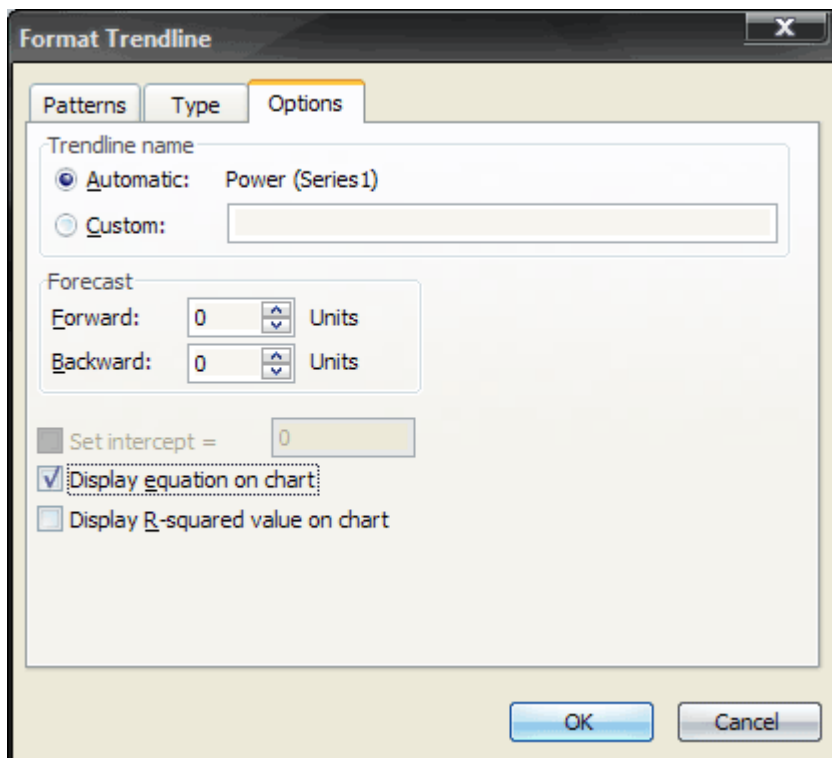 Format Trendline
X
Patterns Type Options
Trendline name
Automatic: Power (Series1)
Custom:
Forecast
Forward: 0 Units
Backward: 0 Units
Set intercept = 0
Display equation on chart
Display R-squared value on chart
OK Cancel